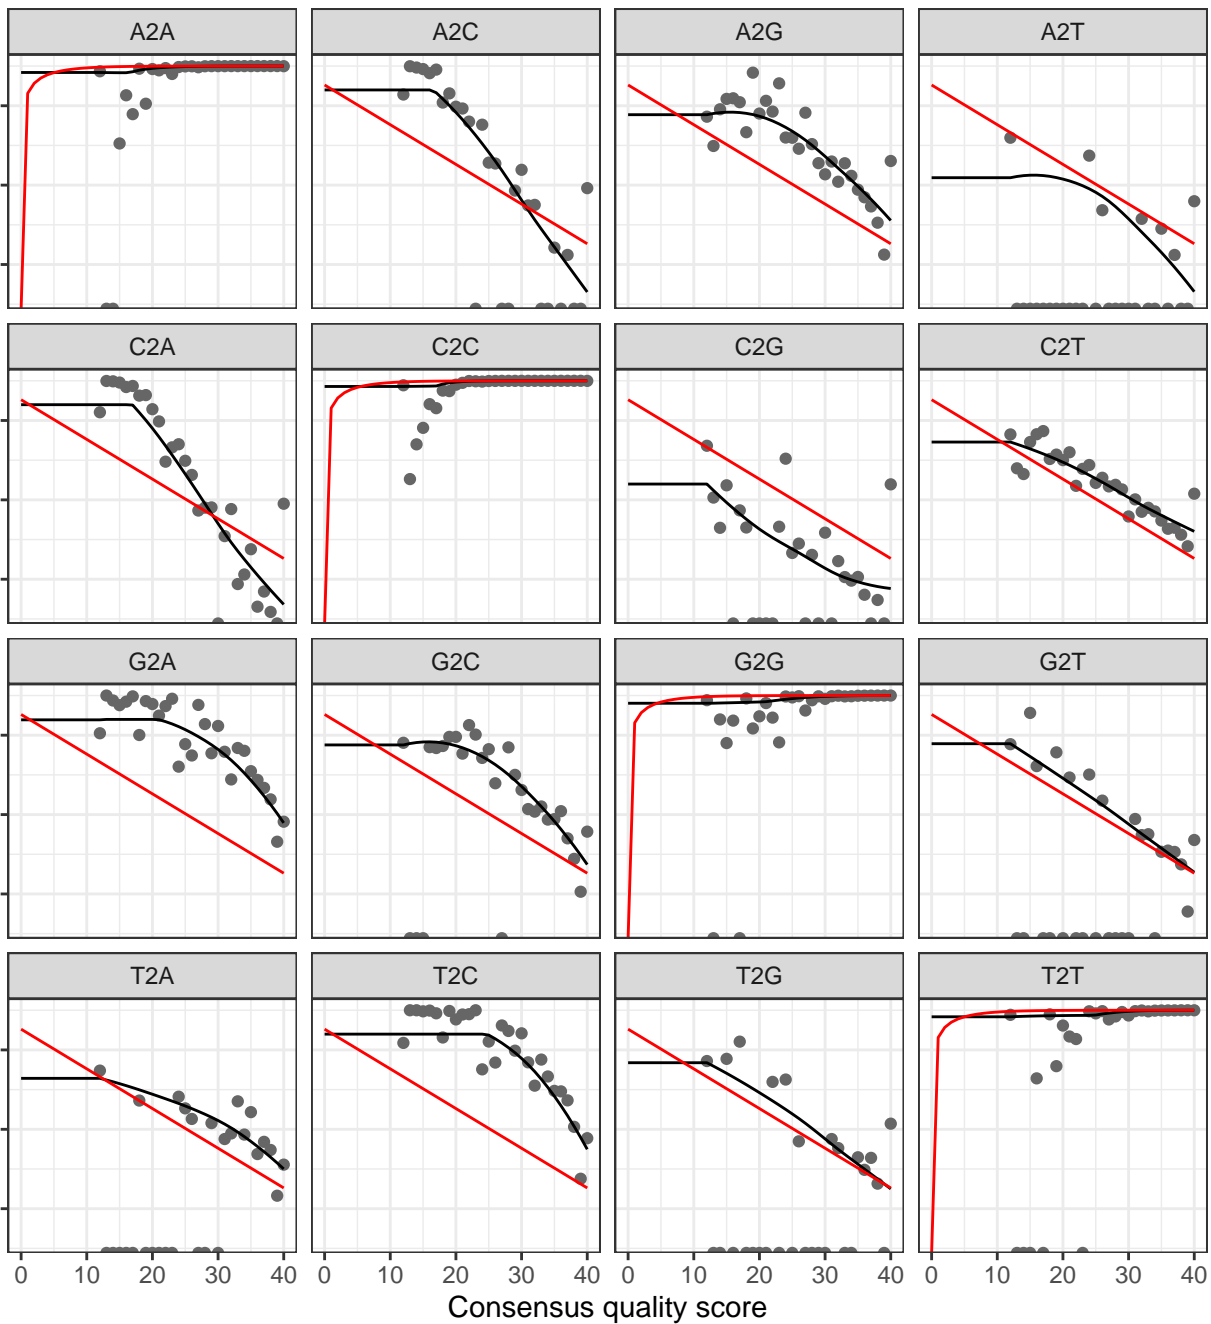 A2A A2C A2G A2T
C2A C2C C2G C2T
G2A G2C G2G G2T
T2A T2C T2G T2T
0 10 20 30 40 0 10 20 30 40 0 10 20 30 40 0 10 20 30 40
Consensus quality score